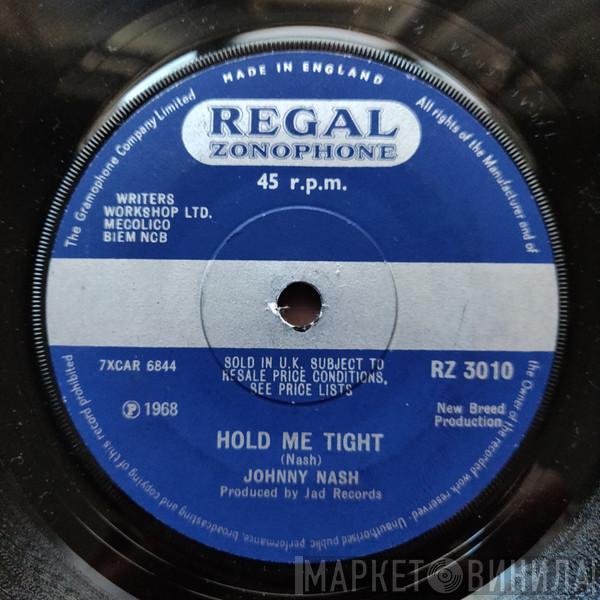 MADE IN ENGLAND
The Gramophone Company Limited
All rights of the Manufacturer and of
the Owner of the recorded work reserved. Unauthorised public performance, broadcasting and copying of this record prohibited
REGAL
ZONOPHONE
45 r.p.m.
WRITERS
WORKSHOP LTD.
MECOLICO
BIEM NCB
7XCAR 6844
SOLD IN U.K. SUBJECT TO
RESALE PRICE CONDITIONS,
SEE PRICE LISTS
RZ 3010
℗ 1968
New Breed
Production
HOLD ME TIGHT
(Nash)
JOHNNY NASH
Produced by Jad Records
МАРКЕТ ВИНИЛА